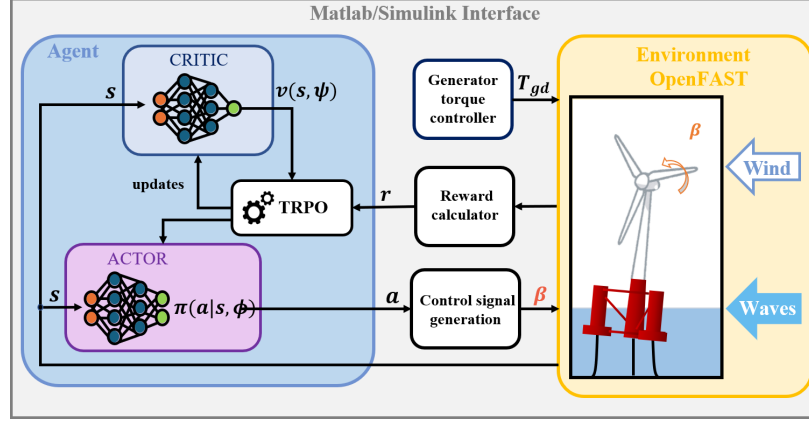 Matlab/Simulink Interface
Agent
CRITIC
s
v(s, ψ)
updates
TRPO
r
ACTOR
s
π(a|s, ϕ)
a
Generator
torque
controller
T_gd
Reward
calculator
Control signal
generation
β
Environment
OpenFAST
β
Wind
Waves